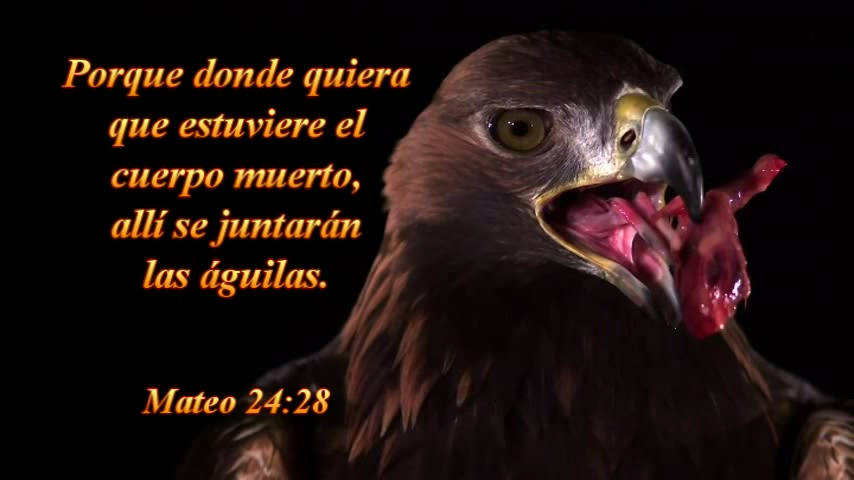 Porque donde quiera
que estuviere el
cuerpo muerto,
allí se juntarán
las águilas.
Mateo 24:28